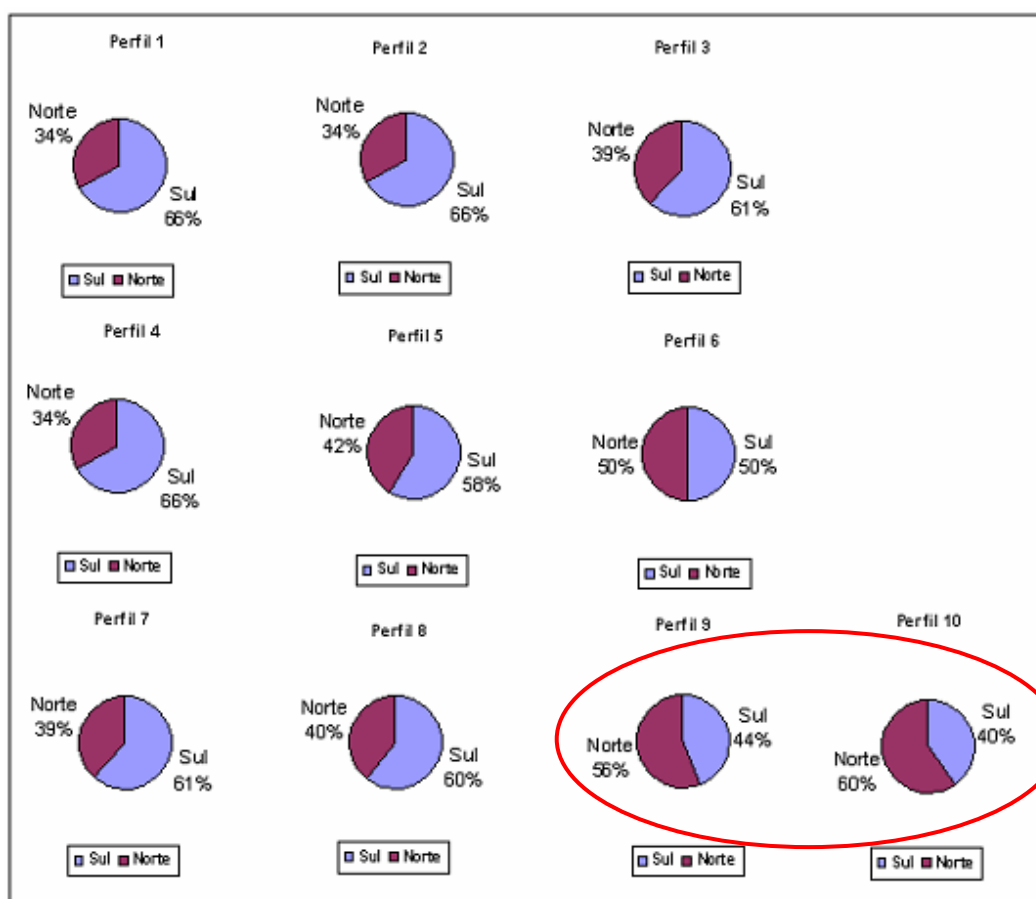 Perfil 1
Norte
34%
Sul
66%
Sul Norte
Perfil 2
Norte
34%
Sul
66%
Sul Norte
Perfil 3
Norte
39%
Sul
61%
Sul Norte
Perfil 4
Norte
34%
Sul
66%
Sul Norte
Perfil 5
Norte
42%
Sul
58%
Sul Norte
Perfil 6
Norte
50%
Sul
50%
Sul Norte
Perfil 7
Norte
39%
Sul
61%
Sul Norte
Perfil 8
Norte
40%
Sul
60%
Sul Norte
Perfil 9
Sul
44%
Norte
56%
Sul Norte
Perfil 10
Sul
40%
Norte
60%
Sul Norte